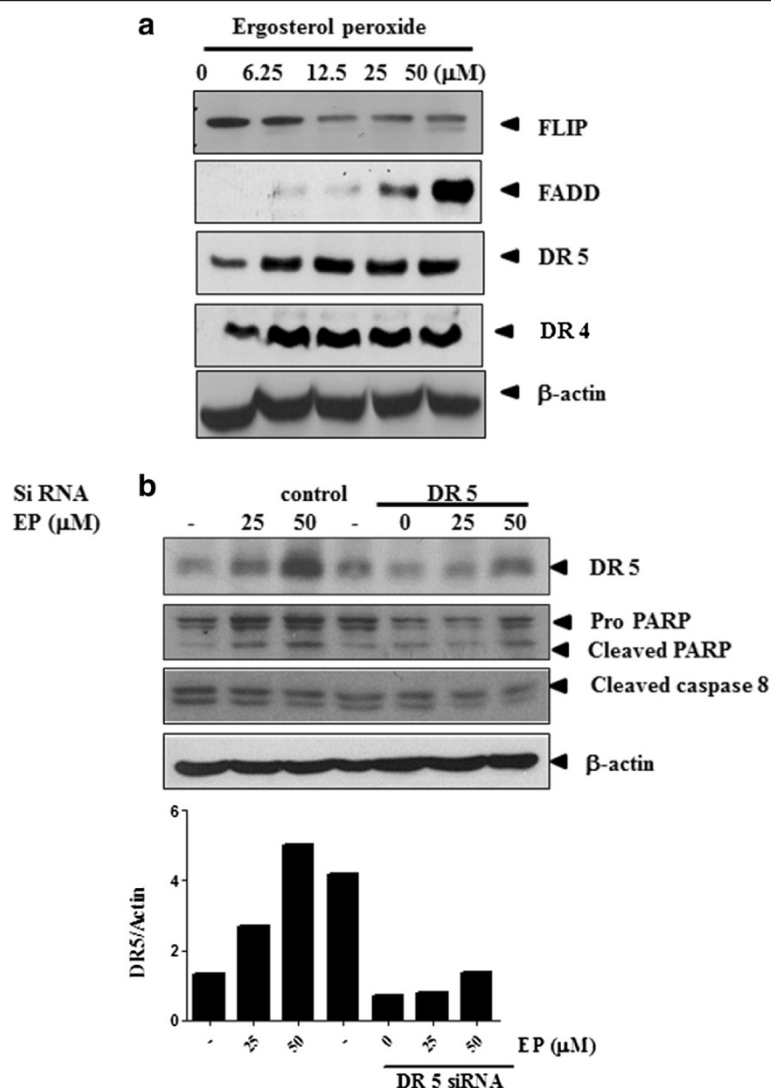 a
Ergosterol peroxide
0 6.25 12.5 25 50 (µM)
FLIP
FADD
DR 5
DR 4
β-actin
b
Si RNA control DR 5
EP (µM) - 25 50 - 0 25 50
DR 5
Pro PARP
Cleaved PARP
Cleaved caspase 8
β-actin
6
4
2
0
DR5/Actin
- 25 50 - 0 25 50 EP (µM)
DR 5 siRNA